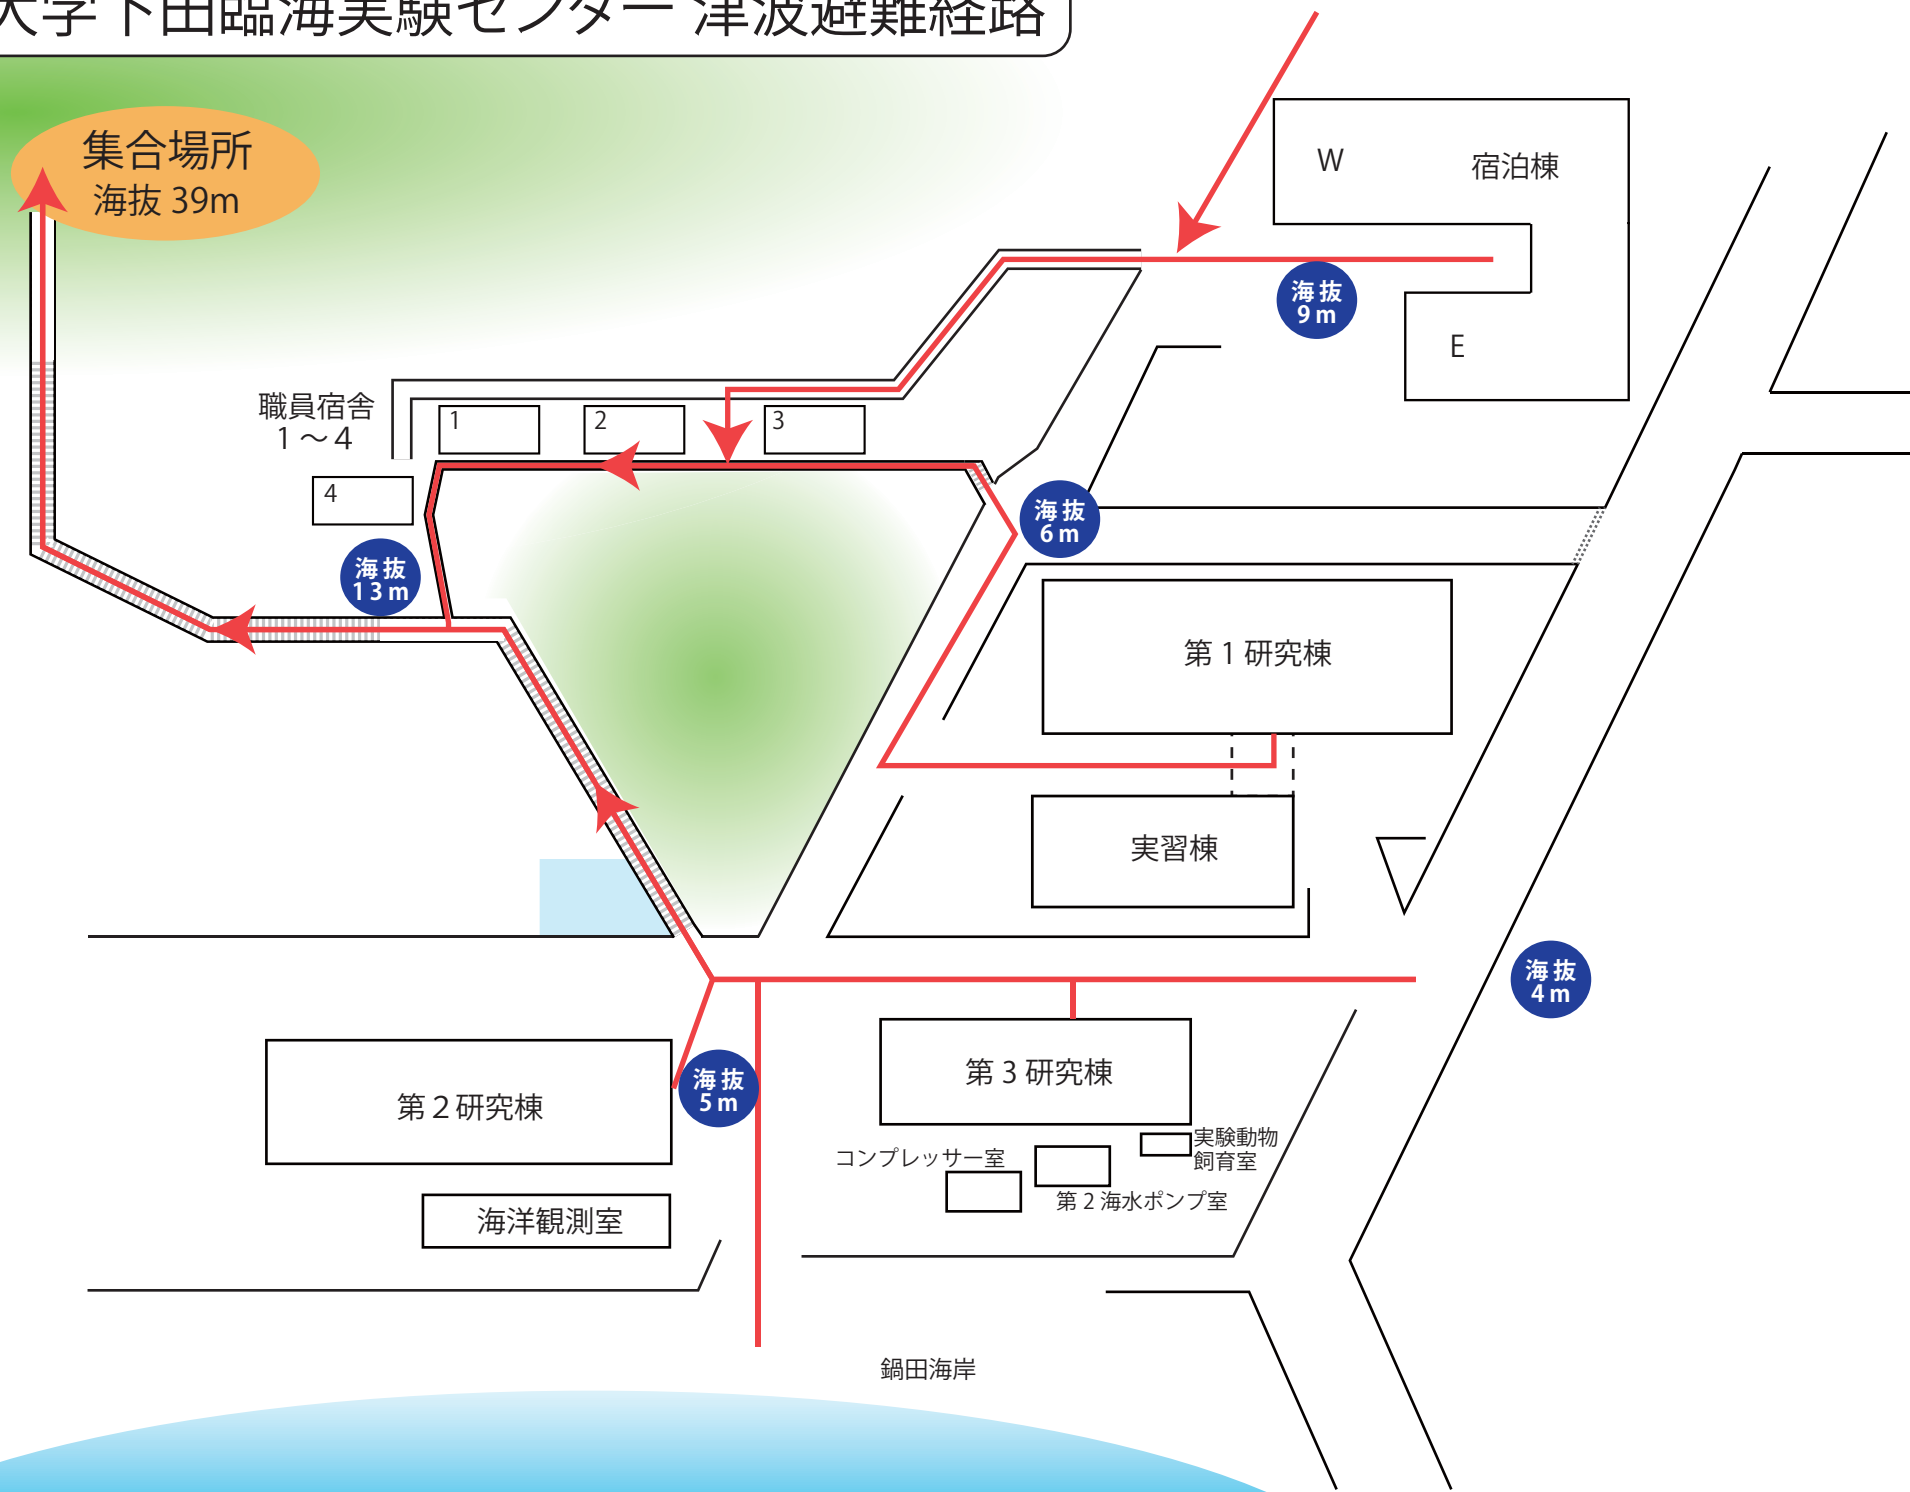 大学下田臨海実験センター 津波避難経路
集合場所
海抜 39m
W
宿泊棟
海抜
9m
E
職員宿舎
1～4
1
2
3
4
海抜
6m
海抜
13m
第1研究棟
実習棟
海抜
4m
第2研究棟
海抜
5m
第3研究棟
コンプレッサー室
実験動物
飼育室
第2海水ポンプ室
海洋観測室
鍋田海岸